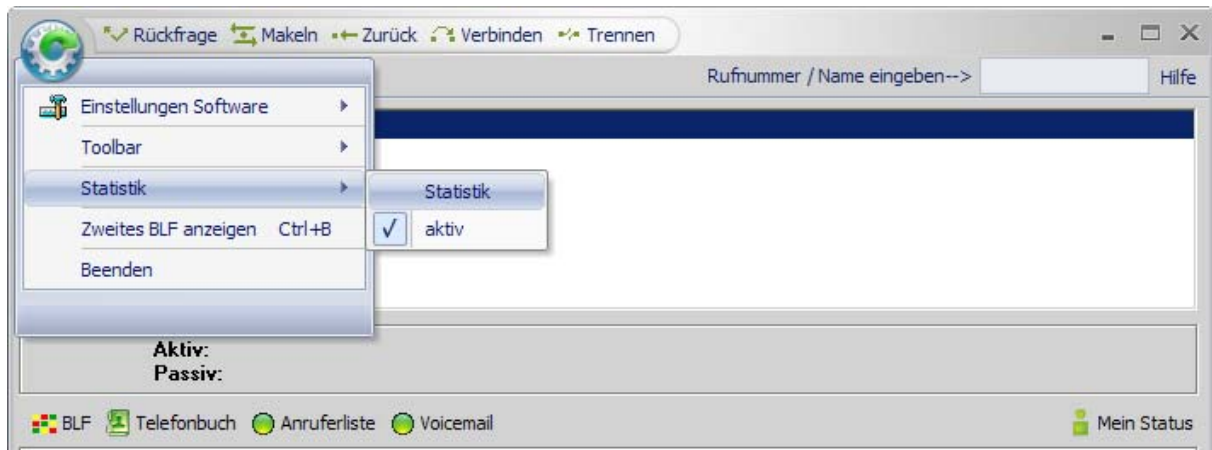 Rückfrage Makeln Zurück Verbinden Trennen
Rufnummer / Name eingeben--> Hilfe
Einstellungen Software
Toolbar
Statistik Statistik
Zweites BLF anzeigen Ctrl+B aktiv
Beenden
Aktiv:
Passiv:
BLF Telefonbuch Anruferliste Voicemail Mein Status